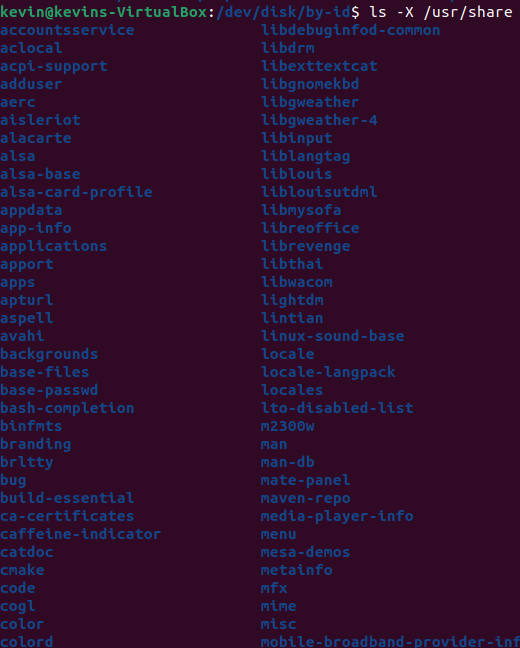 kevin@kevins-VirtualBox:/dev/disk/by-id$ ls -X /usr/share
accountsservice libdebuginfod-common
aclocal libdrm
acpi-support libexttextcat
adduser libgnomekbd
aerc libgweather
aisleriot libgweather-4
alacarte libinput
alsa liblangtag
alsa-base liblouis
alsa-card-profile liblouisutdml
appdata libmysofa
app-info libreoffice
applications librevenge
apport libthai
apps libwacom
apturl lightdm
aspell lintian
avahi linux-sound-base
backgrounds locale
base-files locale-langpack
base-passwd locales
bash-completion lto-disabled-list
binfmts m2300w
branding man
brltty man-db
bug mate-panel
build-essential maven-repo
ca-certificates media-player-info
caffeine-indicator menu
catdoc mesa-demos
cmake metainfo
code mfx
cogl mime
color misc
colord mobile-broadband-provider-inf